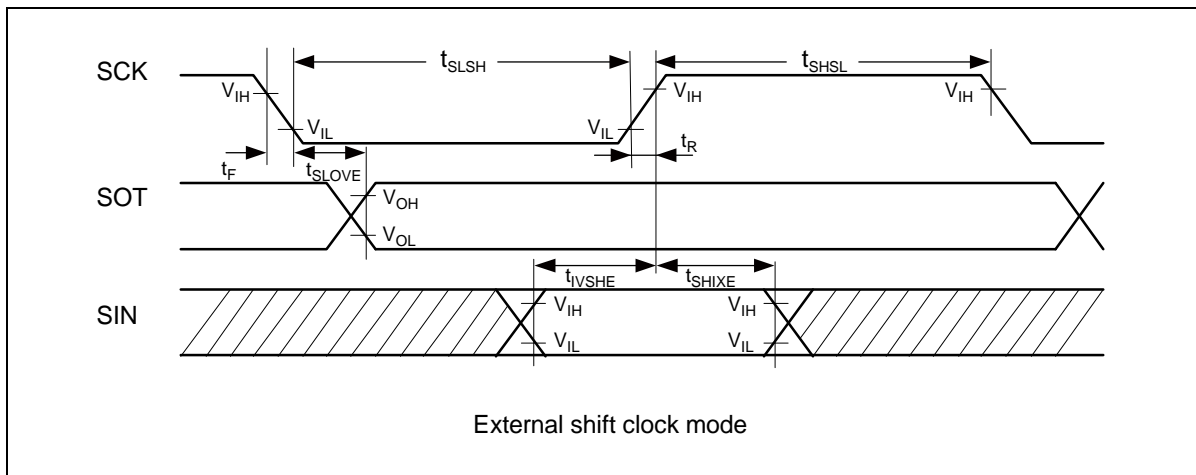 SCK
t_SLSH
t_SHSL
V_IH
V_IH
V_IH
V_IL
V_IL
t_R
t_F
t_SLOVE
SOT
V_OH
V_OL
t_IVSHE
t_SHIXE
SIN
V_IH
V_IH
V_IL
V_IL
External shift clock mode